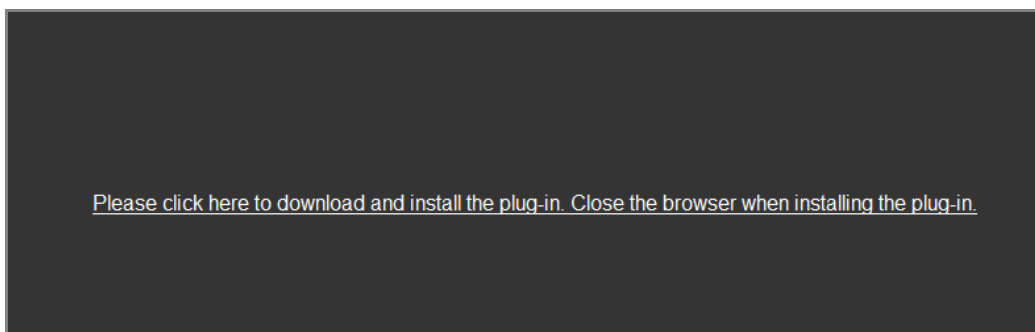 Please click here to download and install the plug-in. Close the browser when installing the plug-in.